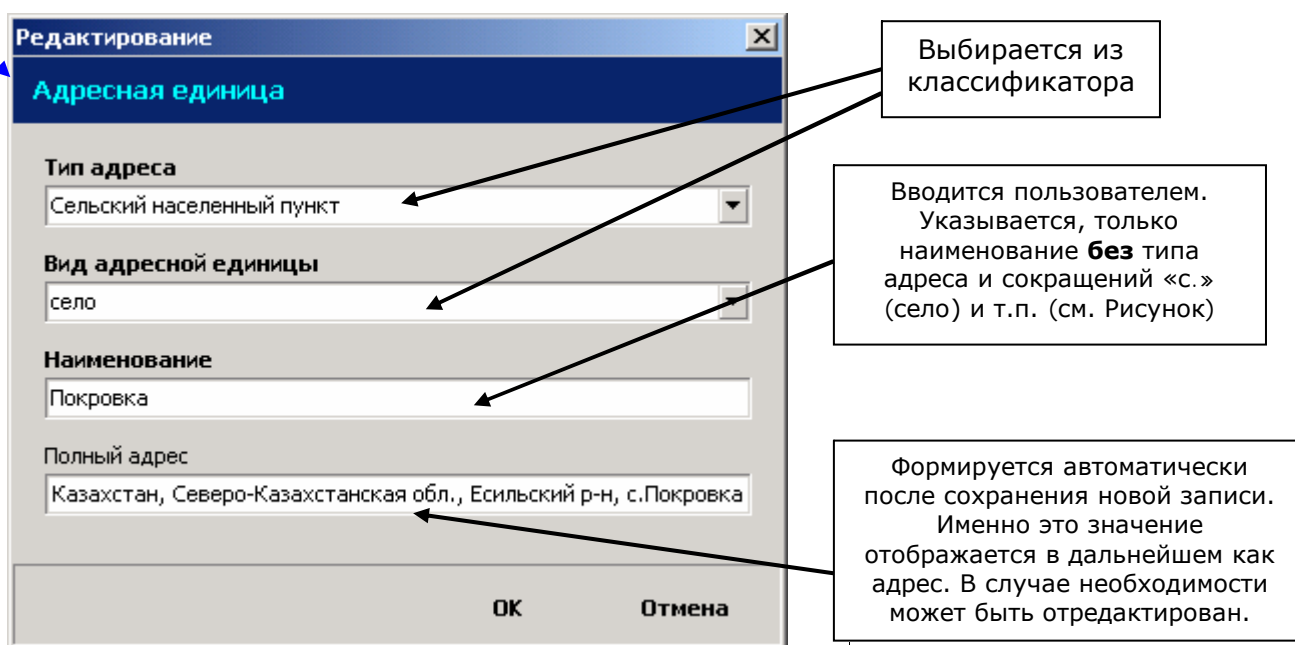 Редактирование
Адресная единица
Тип адреса
Сельский населенный пункт
Вид адресной единицы
село
Наименование
Покровка
Полный адрес
Казахстан, Северо-Казахстанская обл., Есильский р-н, с.Покровка
OK
Отмена
Выбирается из
классификатора
Вводится пользователем.
Указывается, только
наименование без типа
адреса и сокращений «с.»
(село) и т.п. (см. Рисунок)
Формируется автоматически
после сохранения новой записи.
Именно это значение
отображается в дальнейшем как
адрес. В случае необходимости
может быть отредактирован.